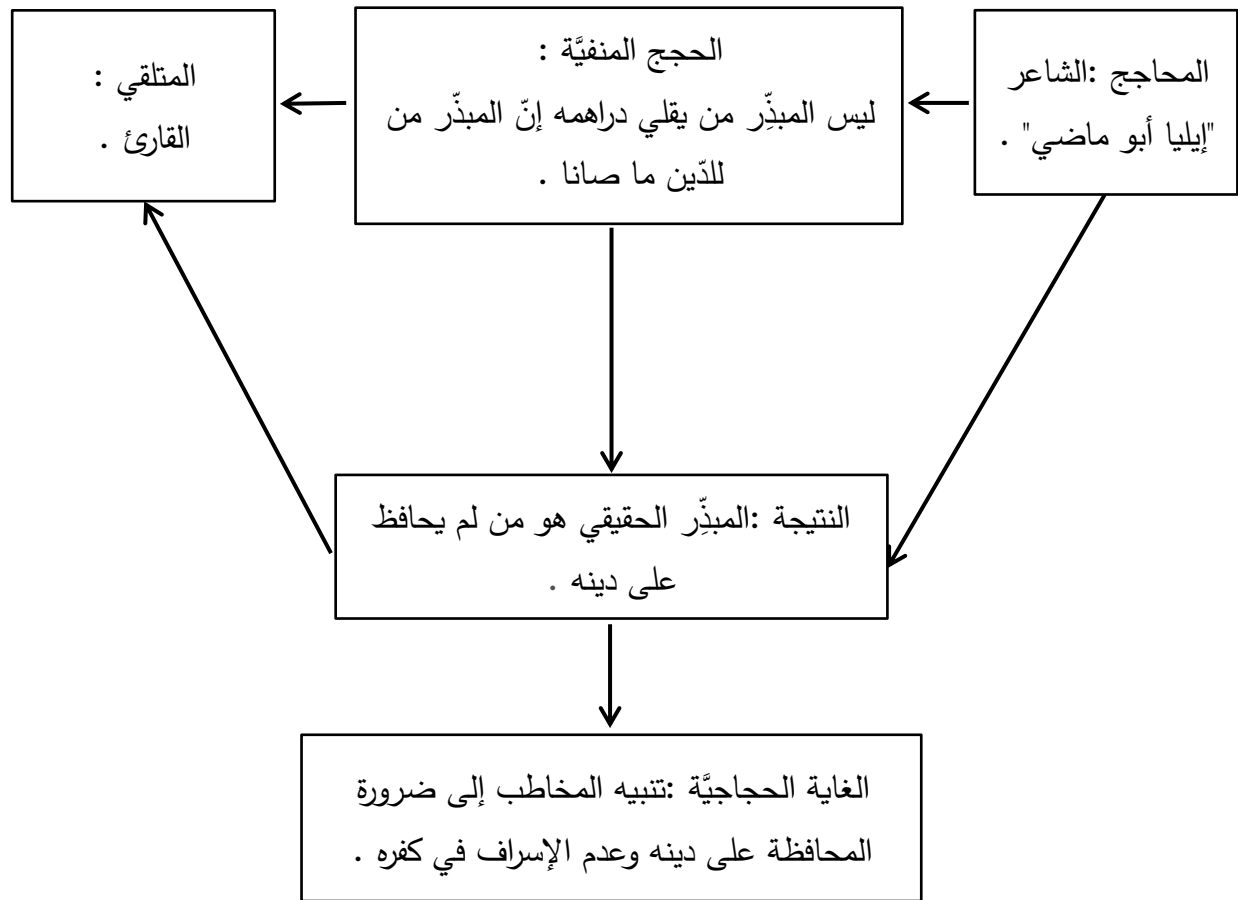 المحاجج :الشاعر
"إيليا أبو ماضي" .
الحجج المنفيَّة :
ليس المبذِّر من يقلي دراهمه إنّ المبذّر من
للدّين ما صانا .
المتلقي :
القارئ .
النتيجة :المبذِّر الحقيقي هو من لم يحافظ
على دينه .
الغاية الحجاجيَّة :تنبيه المخاطب إلى ضرورة
المحافظة على دينه وعدم الإسراف في كفره .